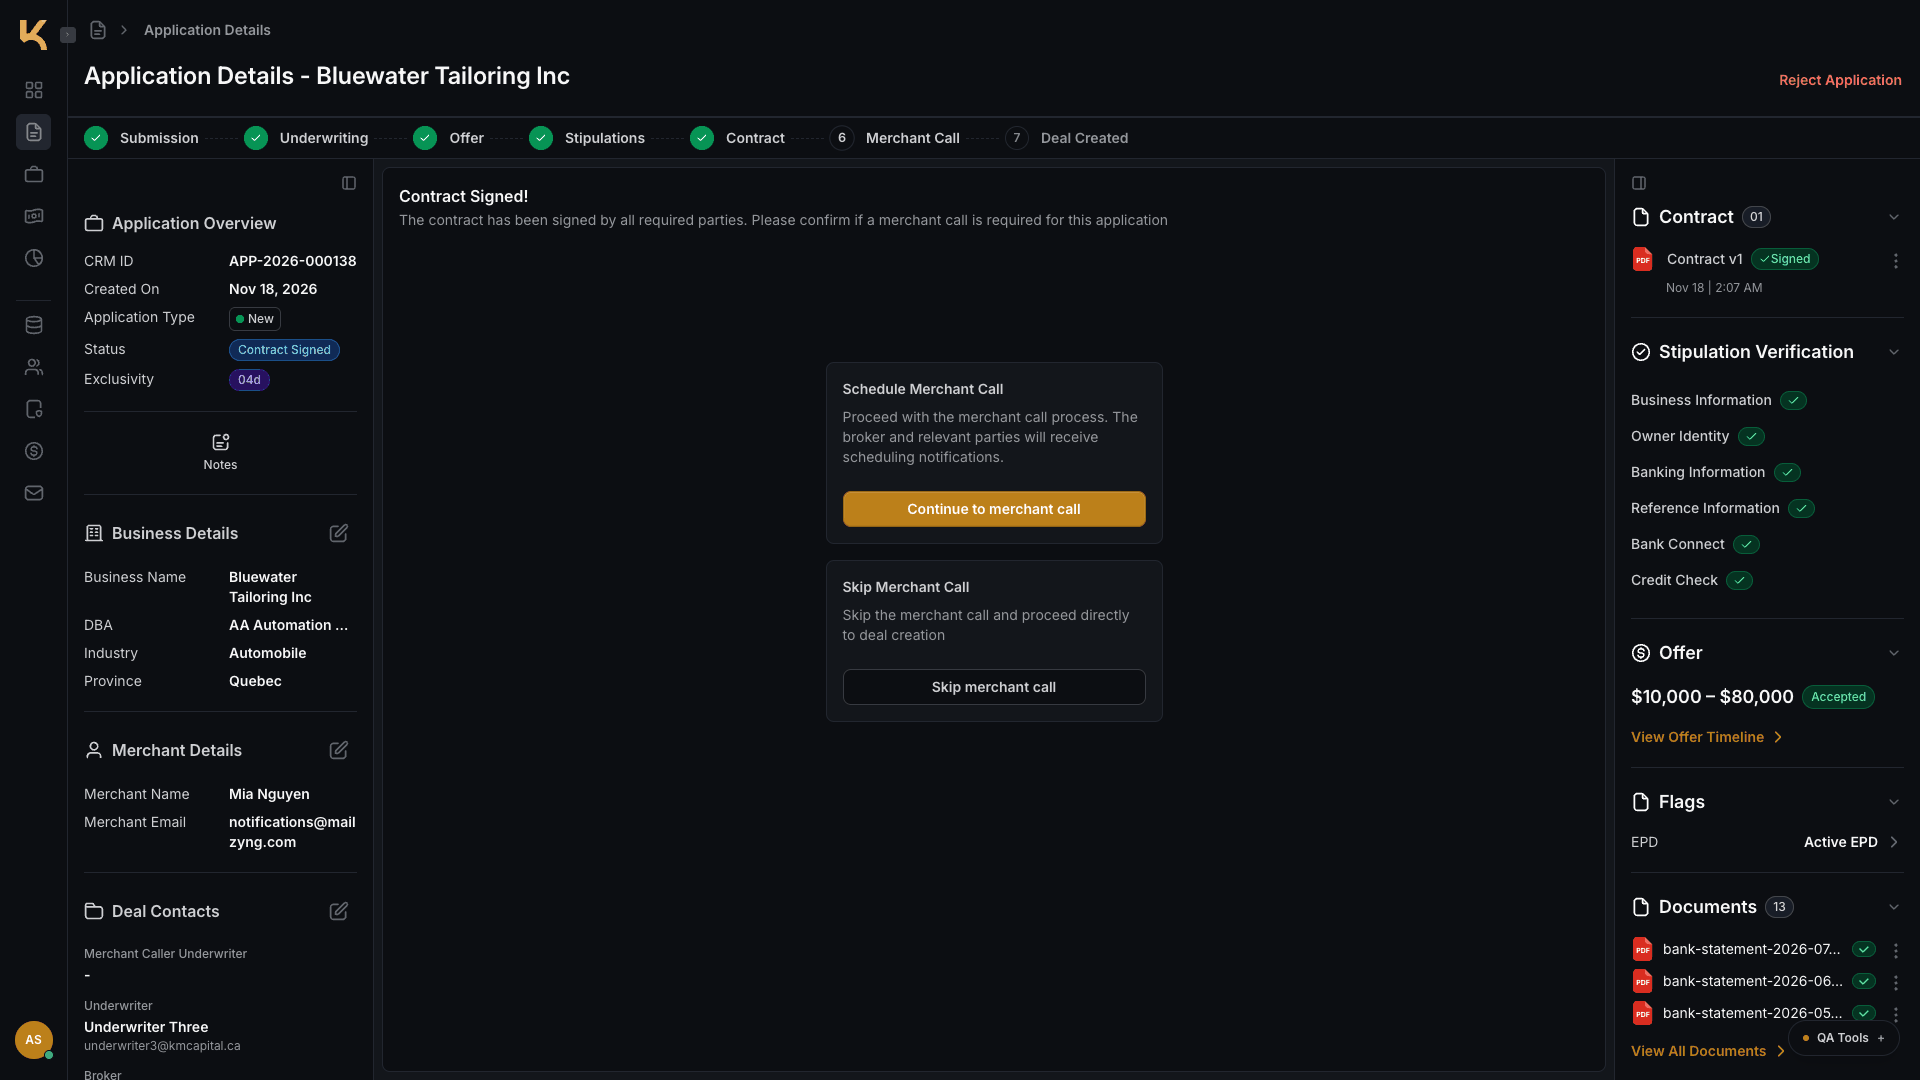 Application Details
Application Details - Bluewater Tailoring Inc
Reject Application
Submission
Underwriting
Offer
Stipulations
Contract
6 Merchant Call
7 Deal Created
Application Overview
CRM ID APP-2026-000138
Created On Nov 18, 2026
Application Type New
Status Contract Signed
Exclusivity 04d
Notes
Business Details
Business Name Bluewater
Tailoring Inc
DBA AA Automation ...
Industry Automobile
Province Quebec
Merchant Details
Merchant Name Mia Nguyen
Merchant Email notifications@mail
zyng.com
Deal Contacts
Merchant Caller Underwriter
-
Underwriter
Underwriter Three
underwriter3@kmcapital.ca
Broker
AS
Contract Signed!
The contract has been signed by all required parties. Please confirm if a merchant call is required for this application
Schedule Merchant Call
Proceed with the merchant call process. The
broker and relevant parties will receive
scheduling notifications.
Continue to merchant call
Skip Merchant Call
Skip the merchant call and proceed directly
to deal creation
Skip merchant call
Contract 01
PDF Contract v1 Signed
Nov 18 | 2:07 AM
Stipulation Verification
Business Information
Owner Identity
Banking Information
Reference Information
Bank Connect
Credit Check
Offer
$10,000 – $80,000 Accepted
View Offer Timeline
Flags
EPD Active EPD
Documents 13
PDF bank-statement-2026-07...
PDF bank-statement-2026-06...
PDF bank-statement-2026-05...
View All Documents
QA Tools +